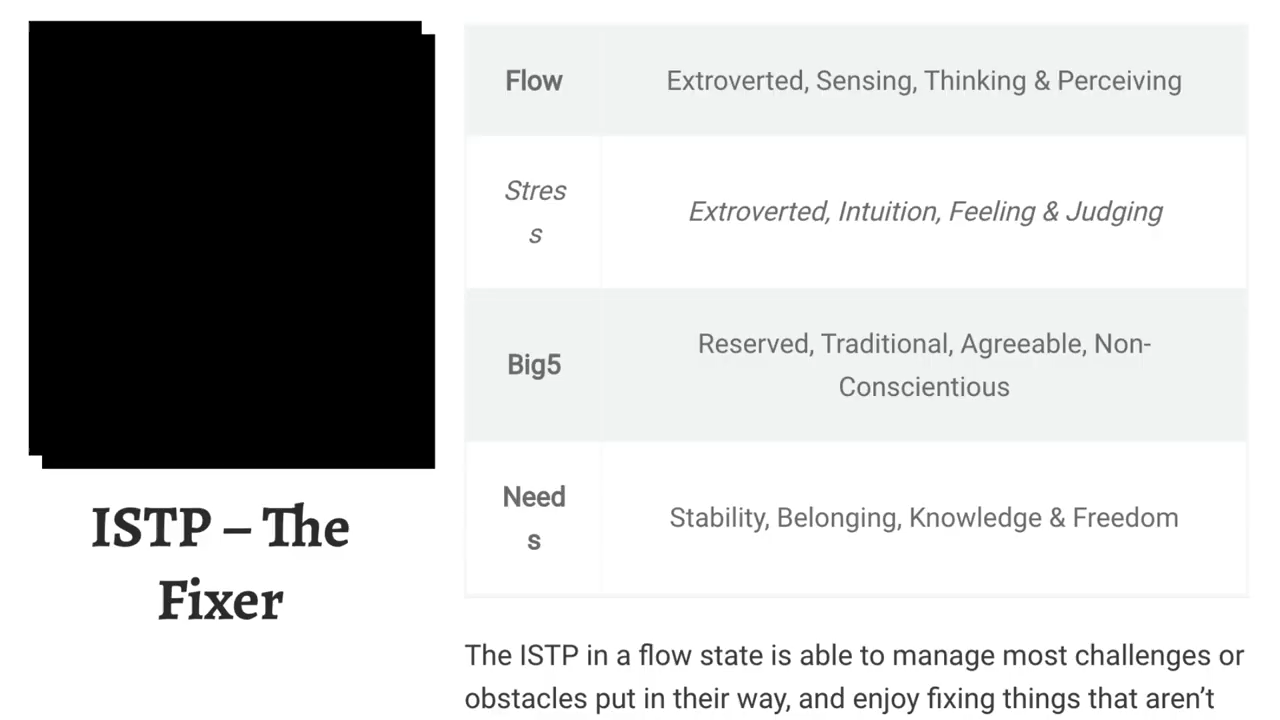 ISTP – The
Fixer
Flow
Extroverted, Sensing, Thinking & Perceiving
Stres
s
Extroverted, Intuition, Feeling & Judging
Big5
Reserved, Traditional, Agreeable, Non-
Conscientious
Need
s
Stability, Belonging, Knowledge & Freedom
The ISTP in a flow state is able to manage most challenges or
obstacles put in their way, and enjoy fixing things that aren’t